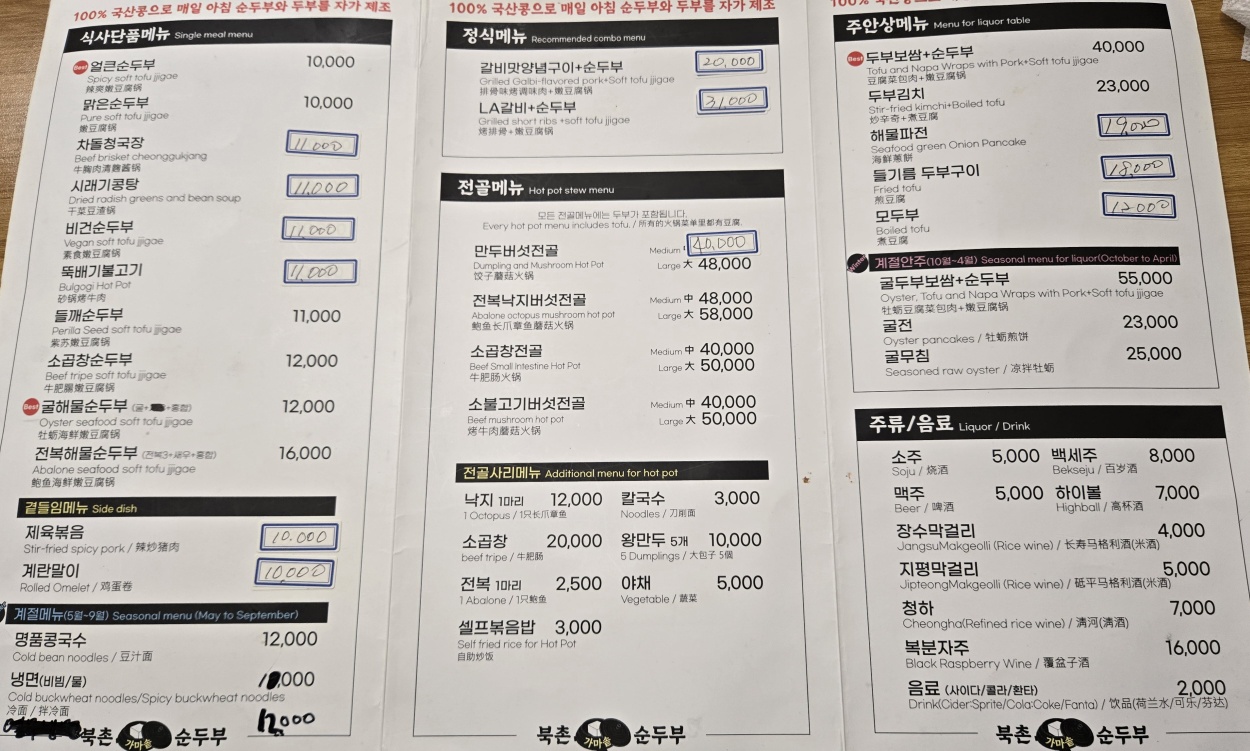 100% 국산콩으로 매일 아침 순두부와 두부를 자가 제조
식사단품메뉴 Single meal menu
Best 얼큰순두부 10,000
Spicy soft tofu jjigae
辣爽嫩豆腐锅
맑은순두부 10,000
Pure soft tofu jjigae
嫩豆腐锅
차돌청국장 11,000
Beef brisket cheonggukjang
牛胸肉清麴酱锅
시래기콩탕 11,000
Dried radish greens and bean soup
干菜豆渣锅
비건순두부 11,000
Vegan soft tofu jjigae
素食嫩豆腐锅
뚝배기불고기 11,000
Bulgogi Hot Pot
砂锅烤牛肉
들깨순두부 11,000
Perilla Seed soft tofu jjigae
紫苏嫩豆腐锅
소곱창순두부 12,000
Beef tripe soft tofu jjigae
牛肥腸嫩豆腐锅
Best 굴해물순두부 (굴+ +홍합) 12,000
Oyster seafood soft tofu jjigae
牡蛎海鲜嫩豆腐锅
전복해물순두부 (전복3+새우+홍합) 16,000
Abalone seafood soft tofu jjigae
鲍鱼海鲜嫩豆腐锅
곁들임메뉴 Side dish
제육볶음 10.000
Stir-fried spicy pork / 辣炒猪肉
계란말이 10,000
Rolled Omelet / 鸡蛋卷
계절메뉴(5월~9월) Seasonal menu (May to September)
명품콩국수 12,000
Cold bean noodles / 豆汁面
냉면(비빔/물)
Cold buckwheat noodles/Spicy buckwheat noodles
冷面 / 拌冷面
12,000
북촌 가마솥 순두부
100% 국산콩으로 매일 아침 순두부와 두부를 자가 제조
정식메뉴 Recommended combo menu
갈비맛양념구이+순두부 20,000
Grilled Galbi-flavored pork+Soft tofu jjigae
排骨味烤调味肉+嫩豆腐锅
LA갈비+순두부 31,000
Grilled short ribs +soft tofu jjigae
烤排骨+嫩豆腐锅
전골메뉴 Hot pot stew menu
모든 전골메뉴에는 두부가 포함됩니다.
Every hot pot menu includes tofu. / 所有的火锅菜单里都有豆腐.
만두버섯전골 Medium 40,000
Dumpling and Mushroom Hot Pot Large 大 48,000
饺子蘑菇火锅
전복낙지버섯전골 Medium 中 48,000
Abalone octopus mushroom hot pot Large 大 58,000
鲍鱼长爪章鱼蘑菇火锅
소곱창전골 Medium 中 40,000
Beef Small Intestine Hot Pot Large 大 50,000
牛肥肠火锅
소불고기버섯전골 Medium 中 40,000
Beef mushroom hot pot Large 大 50,000
烤牛肉蘑菇火锅
전골사리메뉴 Additional menu for hot pot
낙지 1마리 12,000 칼국수 3,000
1 Octopus / 1只长爪章鱼 Noodles / 刀削面
소곱창 20,000 왕만두 5개 10,000
beef tripe / 牛肥肠 5 Dumplings / 大包子 5個
전복 1마리 2,500 야채 5,000
1 Abalone / 1只鲍鱼 Vegetable / 蔬菜
셀프볶음밥 3,000
Self fried rice for Hot Pot
自助炒饭
북촌 가마솥 순두부
100% 국산콩으로 매일 아침 순두부와 두부를 자가 제조
주안상메뉴 Menu for liquor table
Best 두부보쌈+순두부 40,000
Tofu and Napa Wraps with Pork+Soft tofu jjigae
豆腐菜包肉+嫩豆腐锅
두부김치 23,000
Stir-fried kimchi+Boiled tofu
炒辛奇+煮豆腐
해물파전 19,000
Seafood green Onion Pancake
海鲜葱餅
들기름 두부구이 18,000
Fried tofu
煎豆腐
모두부 12000
Boiled tofu
煮豆腐
Winter 계절안주(10월~4월) Seasonal menu for liquor(October to April)
굴두부보쌈+순두부 55,000
Oyster, Tofu and Napa Wraps with Pork+Soft tofu jjigae
牡蛎豆腐菜包肉+嫩豆腐锅
굴전 23,000
Oyster pancakes / 牡蛎煎饼
굴무침 25,000
Seasoned raw oyster / 凉拌牡蛎
주류/음료 Liquor / Drink
소주 5,000 백세주 8,000
Soju / 烧酒 Bekseju / 百岁酒
맥주 5,000 하이볼 7,000
Beer / 啤酒 Highball / 高杯酒
장수막걸리 4,000
JangsuMakgeolli (Rice wine) / 长寿马格利酒(米酒)
지평막걸리 5,000
JipteongMakgeolli (Rice wine) / 砥平马格利酒(米酒)
청하 7,000
Cheongha(Refined rice wine) / 淸河(清酒)
복분자주 16,000
Black Raspberry Wine / 覆盆子酒
음료 (사이다/콜라/환타) 2,000
Drink(Cider:Sprite/Cola:Coke/Fanta) / 饮品(荷兰水/可乐/芬达)
북촌 가마솥 순두부